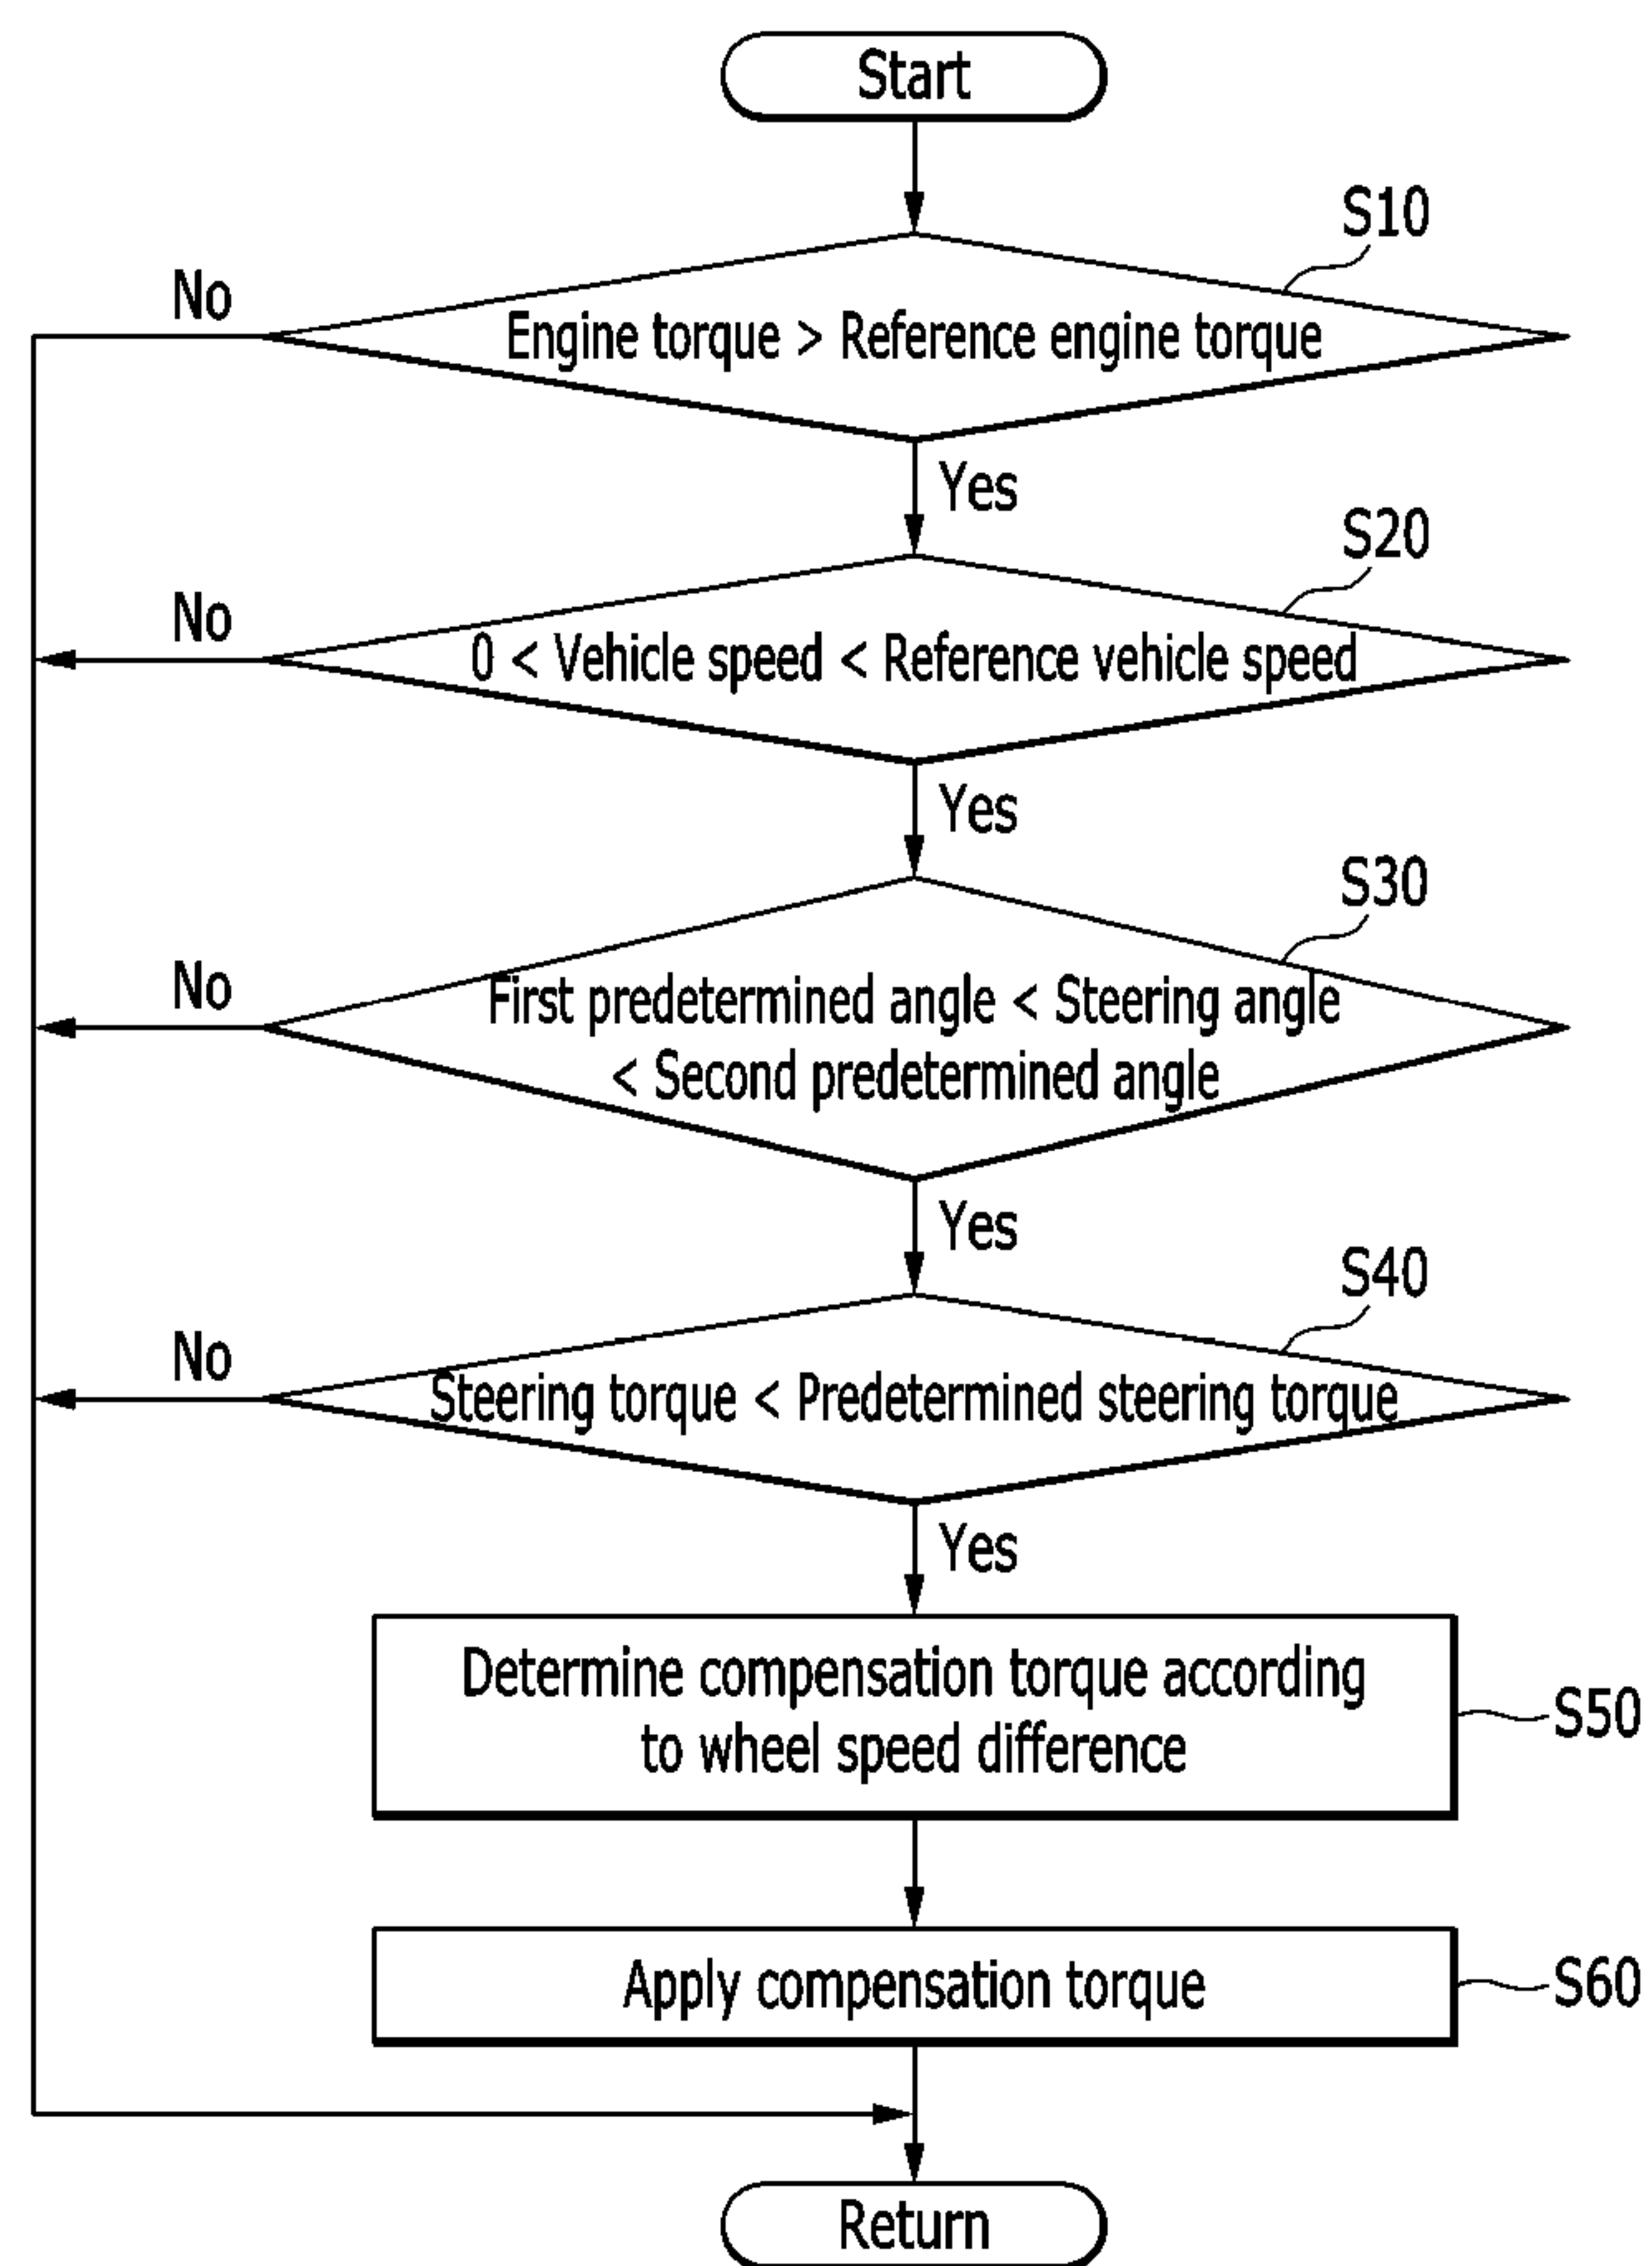 Start
S10
No
Engine torque > Reference engine torque
Yes
S20
No
0 < Vehicle speed < Reference vehicle speed
Yes
S30
No
First predetermined angle < Steering angle
< Second predetermined angle
Yes
S40
No
Steering torque < Predetermined steering torque
Yes
Determine compensation torque according
to wheel speed difference
S50
Apply compensation torque
S60
Return